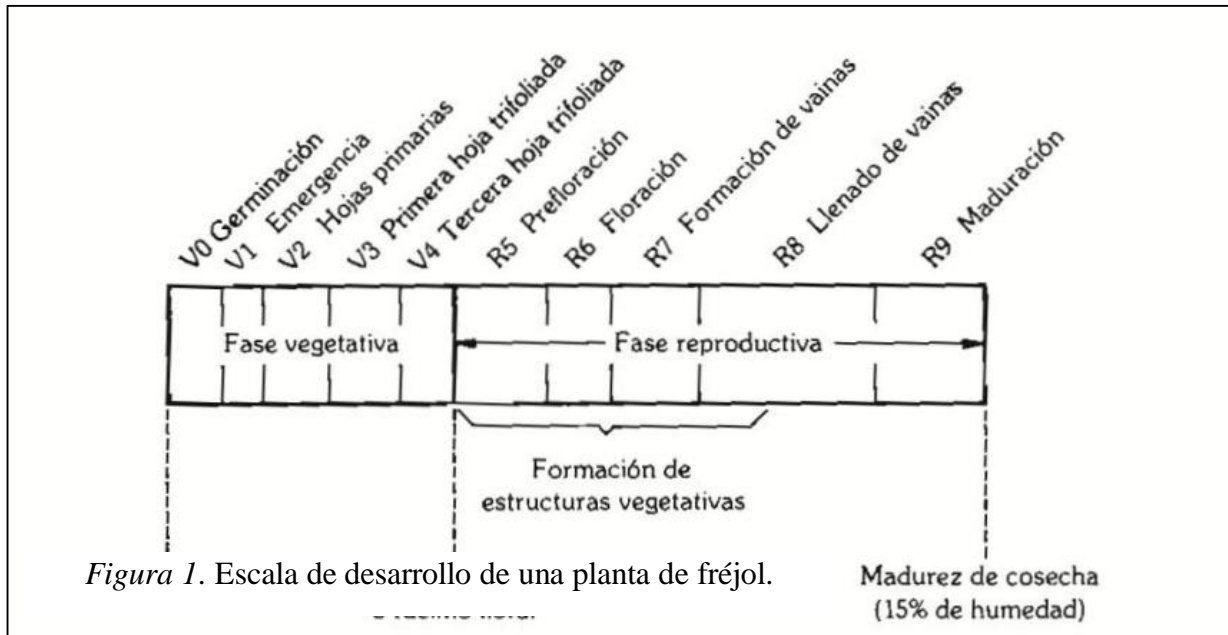 V0 Germinación
V1 Emergencia
V2 Hojas primarias
V3 Primera hoja trifoliada
V4 Tercera hoja trifoliada
R5 Prefloración
R6 Floración
R7 Formación de vainas
R8 Llenado de vainas
R9 Maduración
Fase vegetativa
Fase reproductiva
Formación de
estructuras vegetativas
Figura 1. Escala de desarrollo de una planta de fréjol.
Madurez de cosecha
(15% de humedad)